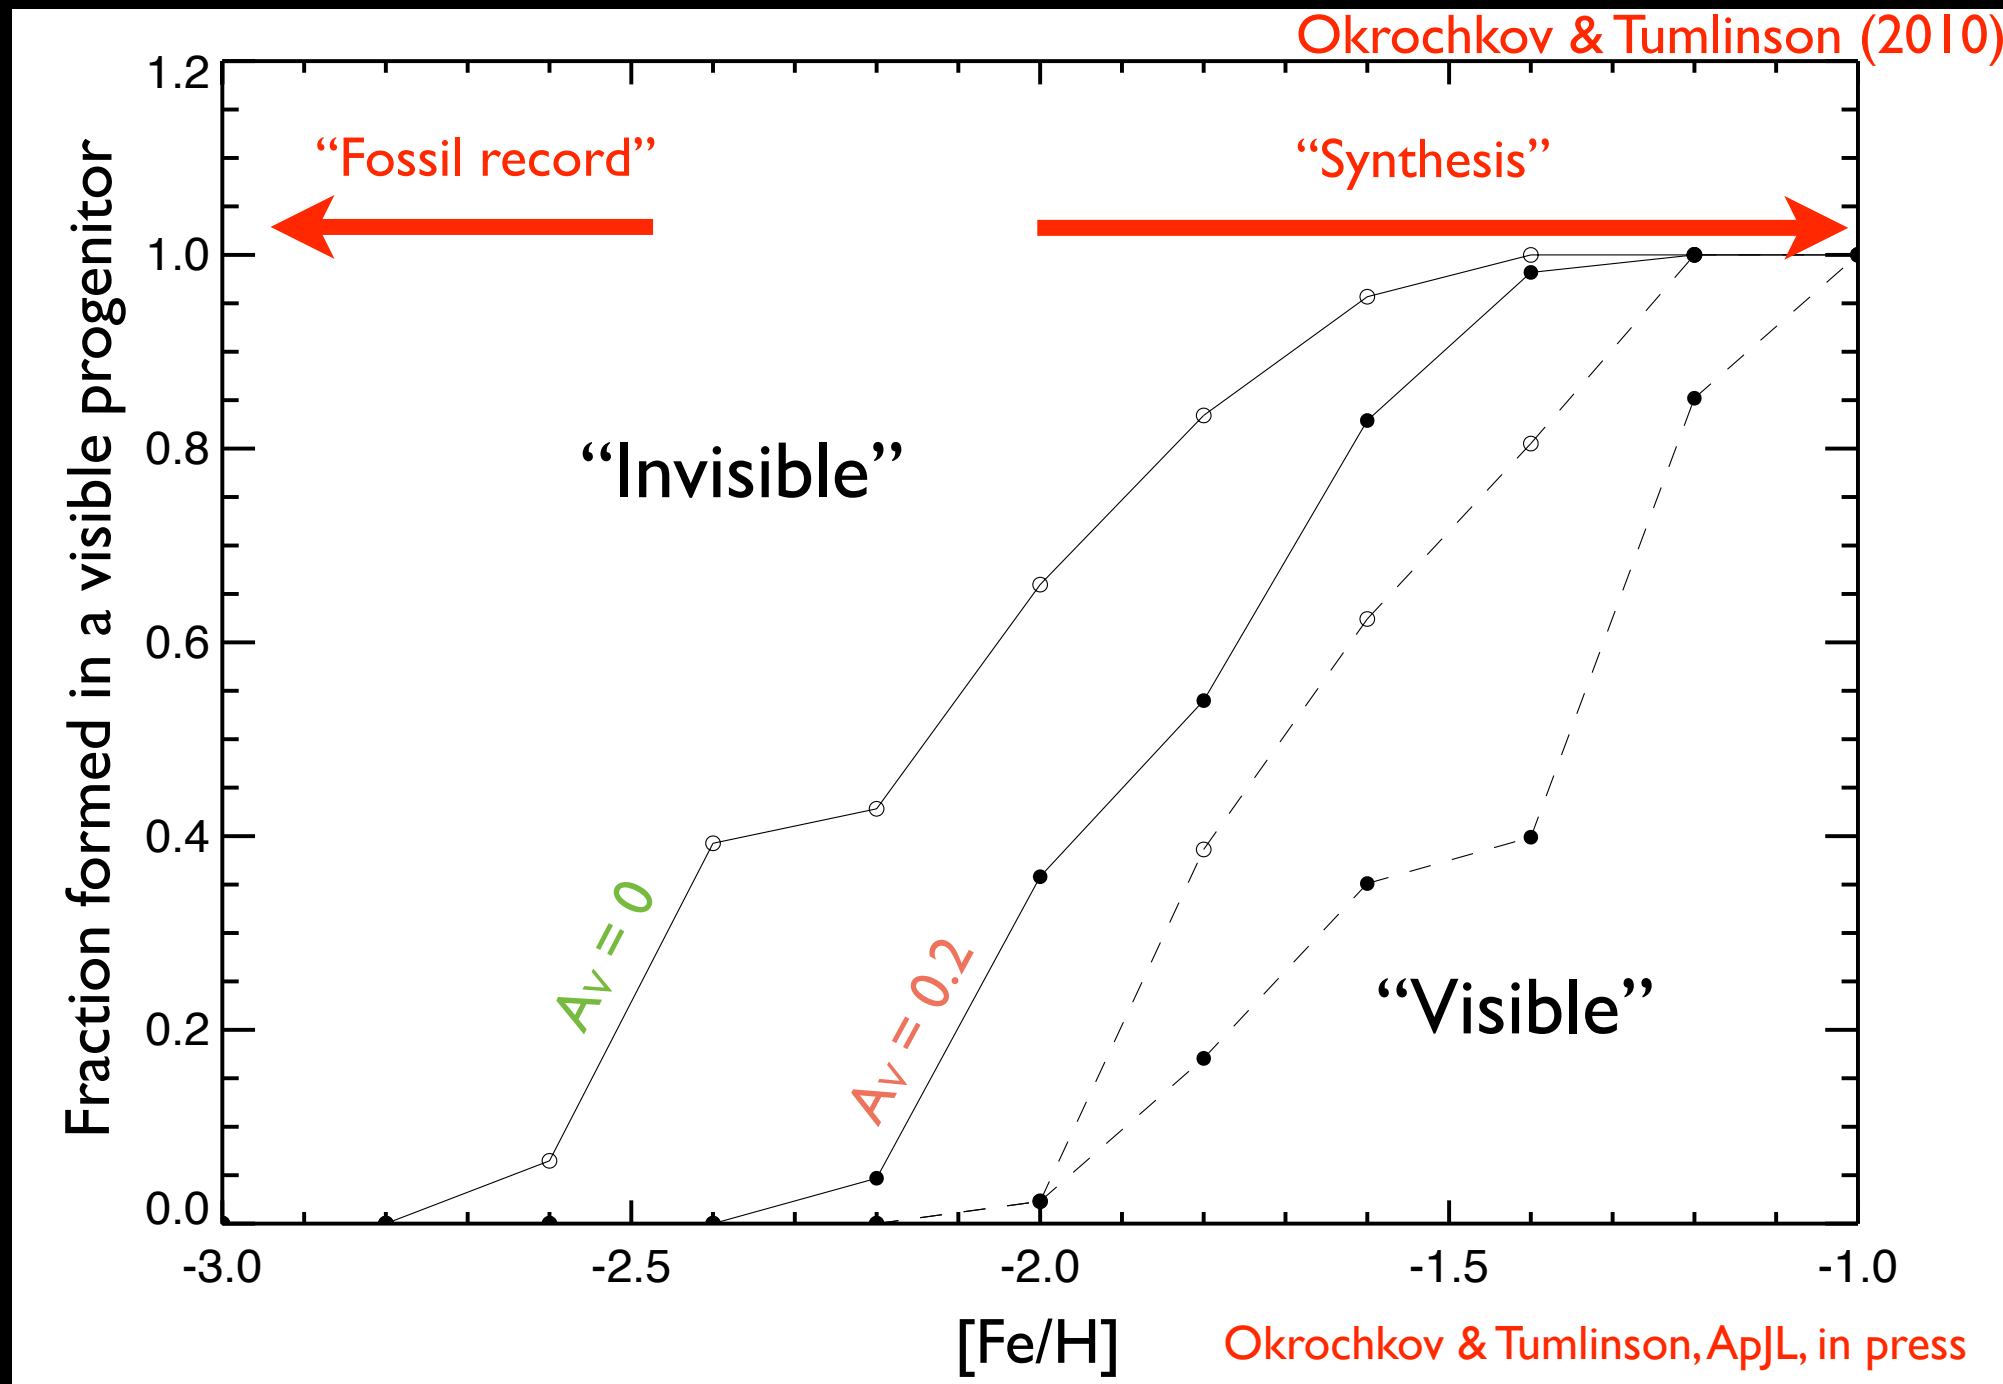 Okrochkov & Tumlinson (2010)
1.2
“Fossil record”
“Synthesis”
1.0
“Invisible”
0.8
0.6
0.4
Av = 0
Av = 0.2
“Visible”
0.2
0.0
Fraction formed in a visible progenitor
-3.0 -2.5 -2.0 -1.5 -1.0
[Fe/H]
Okrochkov & Tumlinson, ApJL, in press